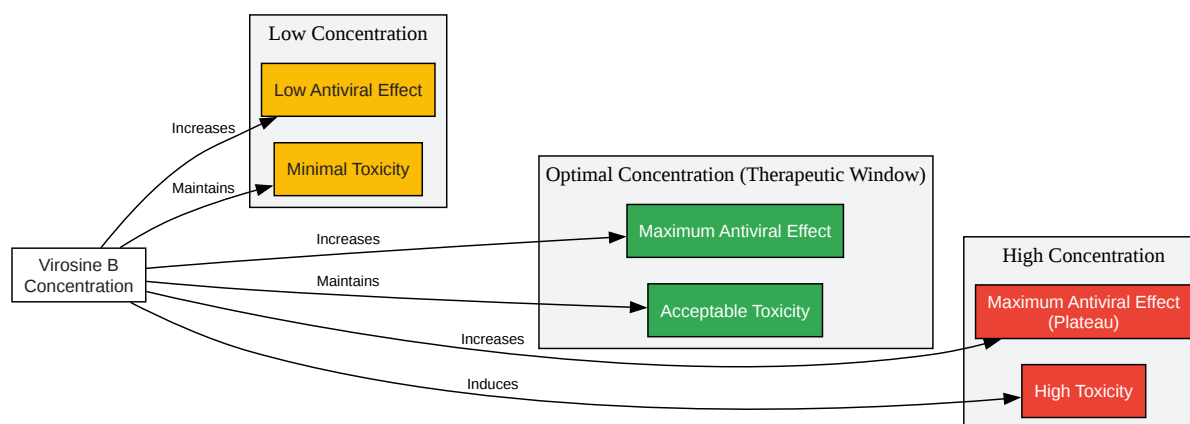 Low Concentration
Low Antiviral Effect
Increases
Minimal Toxicity
Maintains
Optimal Concentration (Therapeutic Window)
Maximum Antiviral Effect
Increases
Acceptable Toxicity
Maintains
Virosine B
Concentration
High Concentration
Maximum Antiviral Effect
(Plateau)
Increases
High Toxicity
Induces